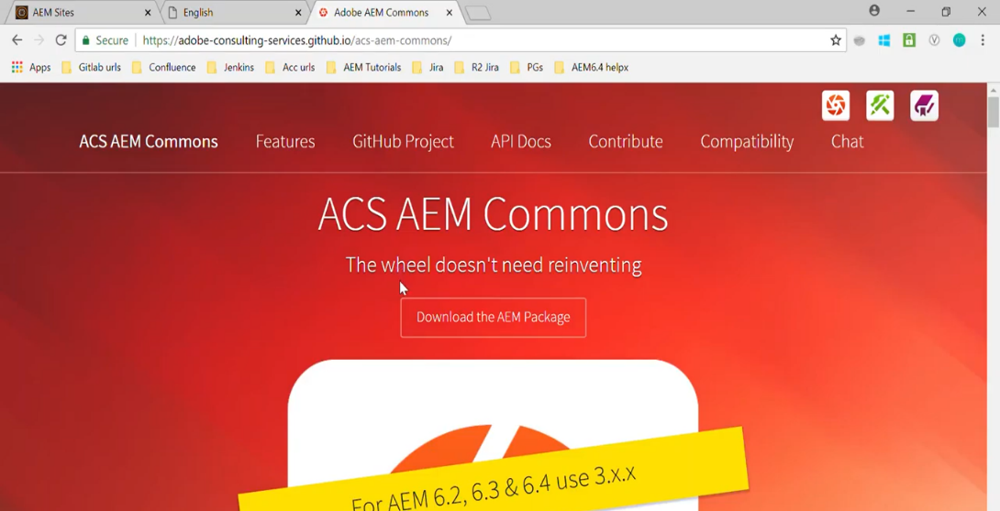 AEM Sites
English
Adobe AEM Commons
Secure
https://adobe-consulting-services.github.io/acs-aem-commons/
Apps
Gitlab urls
Confluence
Jenkins
Acc urls
AEM Tutorials
Jira
R2 Jira
PGs
AEM6.4 helpx
ACS AEM Commons
Features
GitHub Project
API Docs
Contribute
Compatibility
Chat
ACS AEM Commons
The wheel doesn't need reinventing
Download the AEM Package
For AEM 6.2, 6.3 & 6.4 use 3.x.x